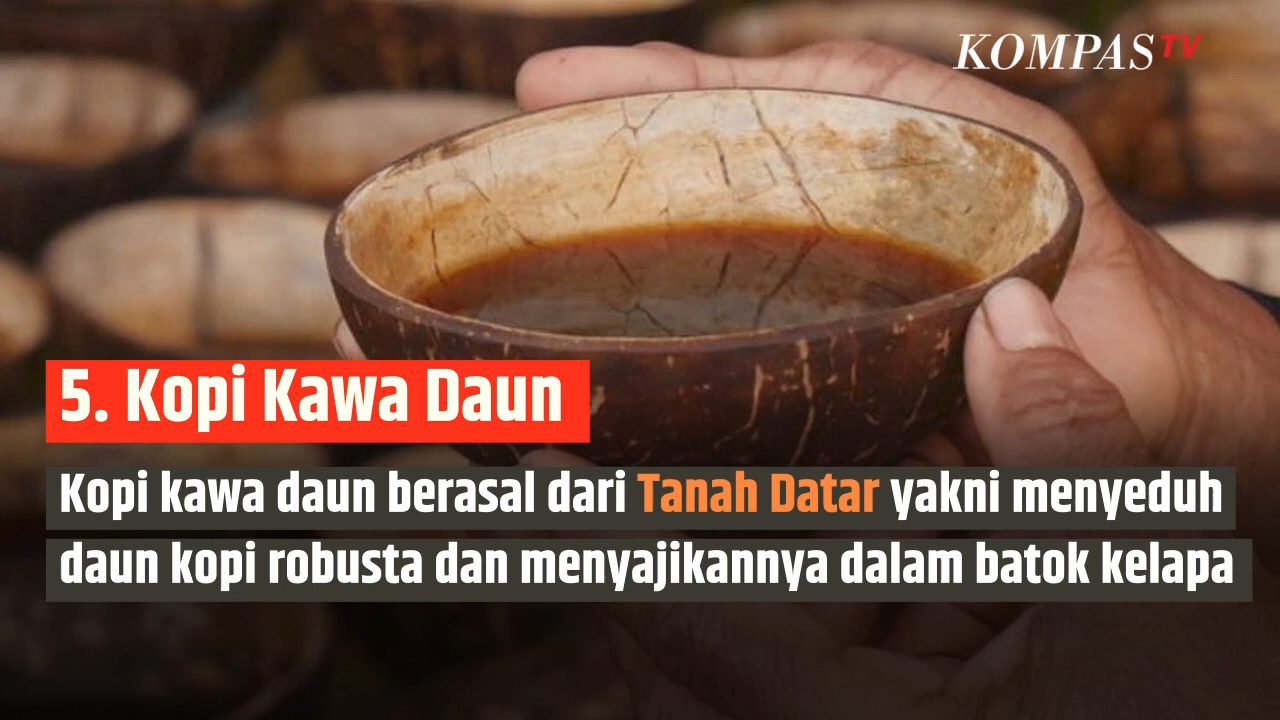 KOMPAS TV
5. Kopi Kawa Daun
Kopi kawa daun berasal dari Tanah Datar yakni menyeduh
daun kopi robusta dan menyajikannya dalam batok kelapa